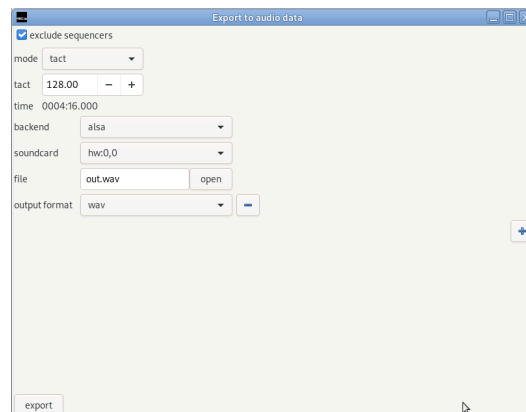 Export to audio data
exclude sequencers
mode tact
tact 128.00 − +
time 0004:16.000
backend alsa
soundcard hw:0,0
file out.wav open
output format wav
export